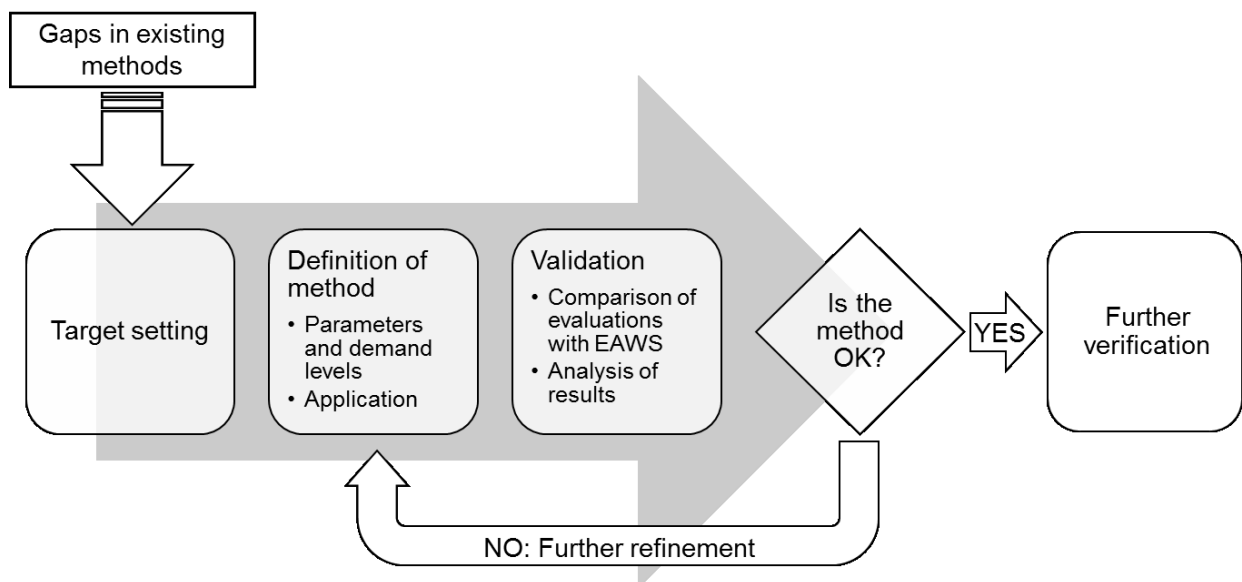 Gaps in existing
methods
Target setting
Definition of
method
• Parameters
and demand
levels
• Application
Validation
• Comparison of
evaluations
with EAWS
• Analysis of
results
Is the
method
OK?
YES
Further
verification
NO: Further refinement